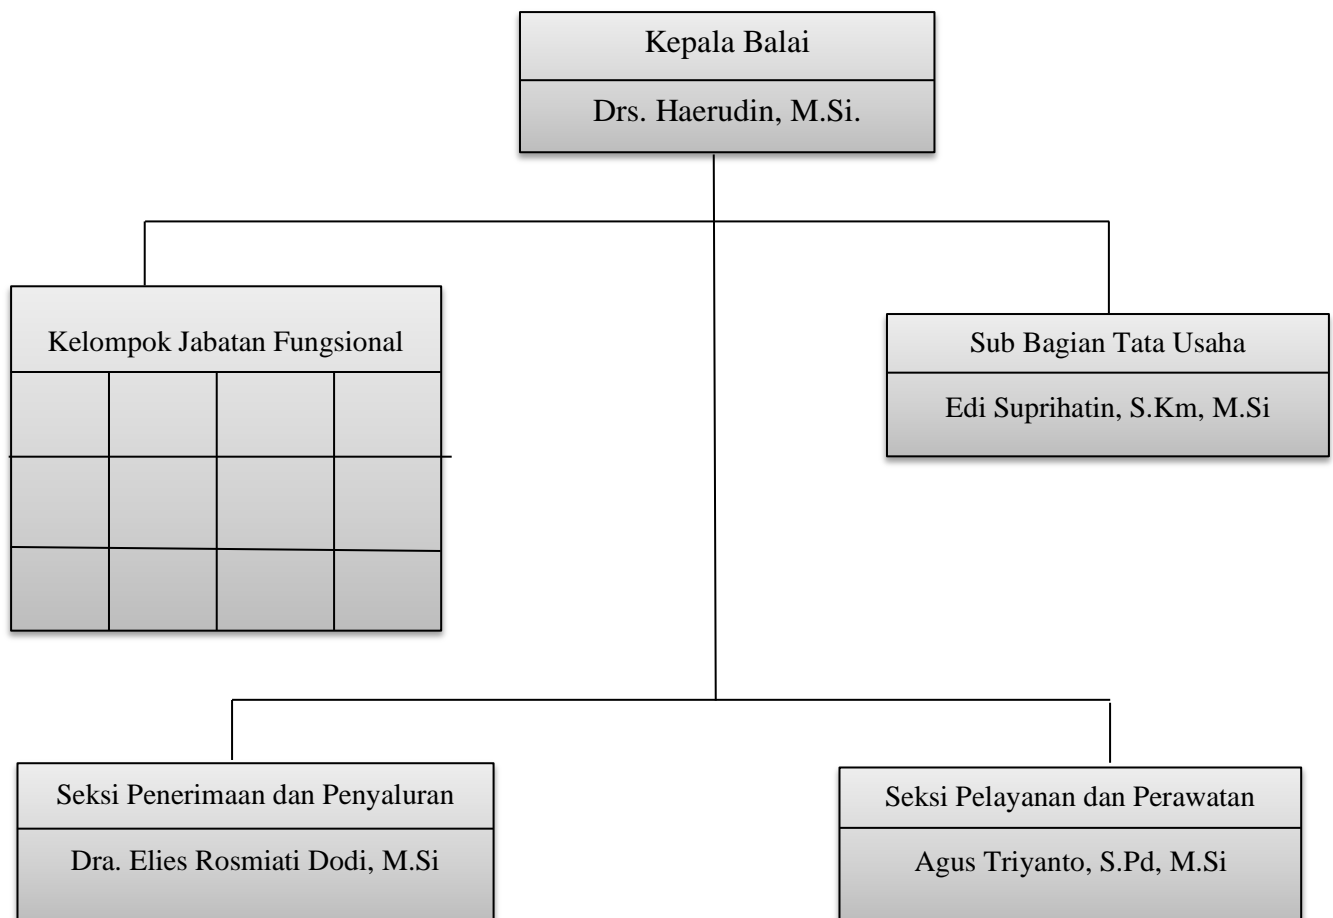 Kepala Balai
Drs. Haerudin, M.Si.
Kelompok Jabatan Fungsional
Sub Bagian Tata Usaha
Edi Suprihatin, S.Km, M.Si
Seksi Penerimaan dan Penyaluran
Dra. Elies Rosmiati Dodi, M.Si
Seksi Pelayanan dan Perawatan
Agus Triyanto, S.Pd, M.Si